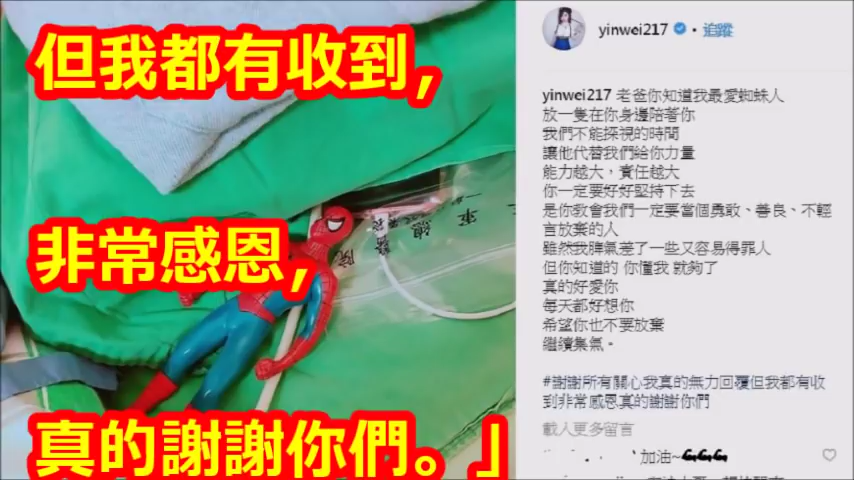 但我都有收到,
非常感恩,
真的謝謝你們。」
yinwei217 • 追蹤
yinwei217 老爸你知道我最愛蜘蛛人
放一隻在你身邊陪著你
我們不能探視的時間
讓他代替我們給你力量
能力越大，責任越大
你一定要好好堅持下去
是你教會我們一定要當個勇敢、善良、不輕
言放棄的人
雖然我脾氣差了一些又容易得罪人
但你知道的 你懂我 就夠了
真的好愛你
每天都好想你
希望你也不要放棄
繼續集氣。
#謝謝所有關心我真的無力回覆但我都有收
到非常感恩真的謝謝你們
載入更多留言
加油~
三軍總
院